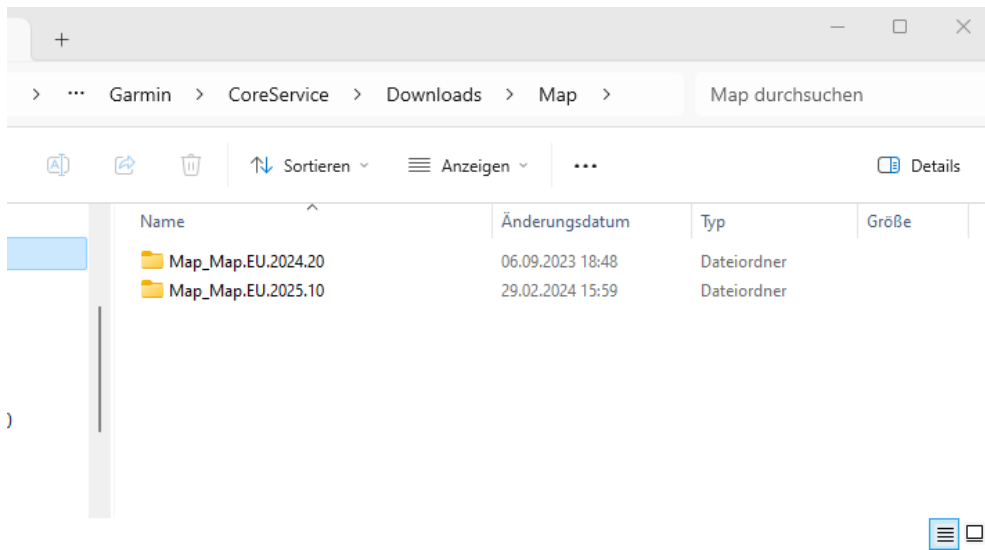 +
> ... Garmin > CoreService > Downloads > Map > Map durchsuchen
Sortieren Anzeigen ... Details
Name Änderungsdatum Typ Größe
Map_Map.EU.2024.20 06.09.2023 18:48 Dateiordner
Map_Map.EU.2025.10 29.02.2024 15:59 Dateiordner
)